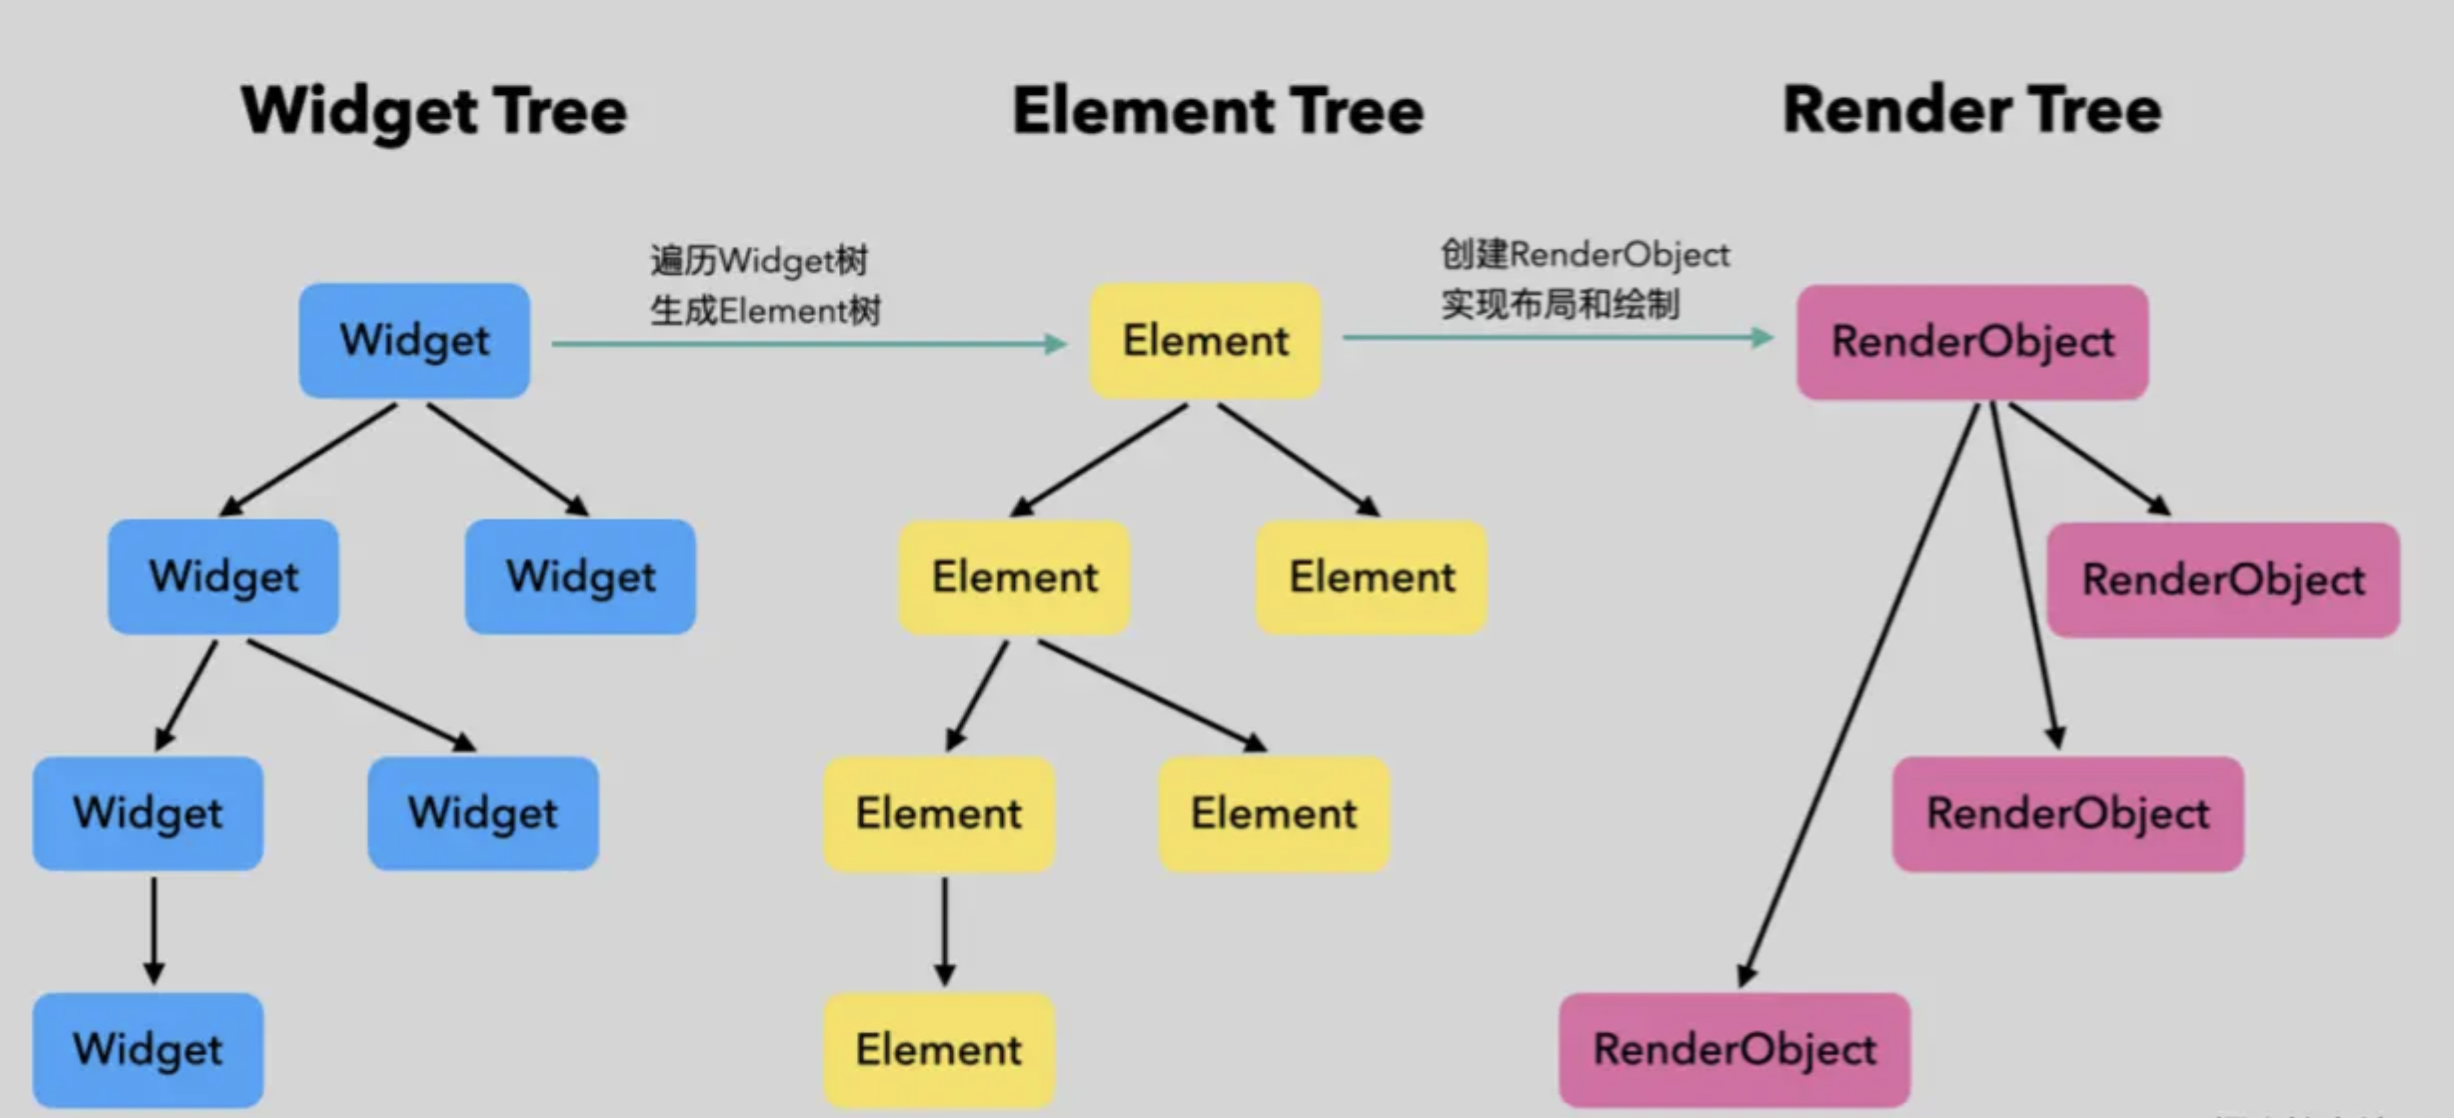 Widget Tree
Element Tree
Render Tree
遍历Widget树
生成Element树
创建RenderObject
实现布局和绘制
Widget
Element
RenderObject
Widget
Widget
Element
Element
RenderObject
Widget
Widget
Element
Element
RenderObject
Widget
Element
RenderObject